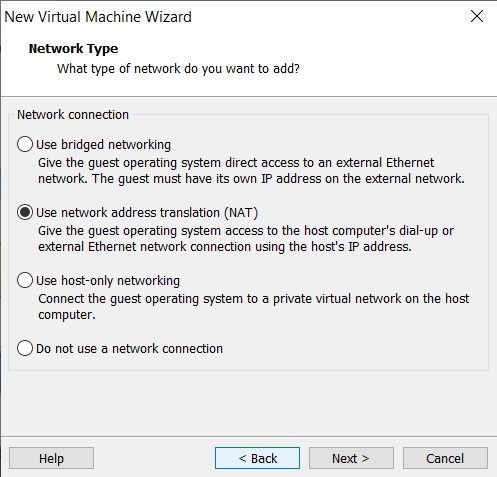 New Virtual Machine Wizard
Network Type
What type of network do you want to add?
Network connection
Use bridged networking
Give the guest operating system direct access to an external Ethernet
network. The guest must have its own IP address on the external network.
Use network address translation (NAT)
Give the guest operating system access to the host computer's dial-up or
external Ethernet network connection using the host's IP address.
Use host-only networking
Connect the guest operating system to a private virtual network on the host
computer.
Do not use a network connection
Help
< Back
Next >
Cancel